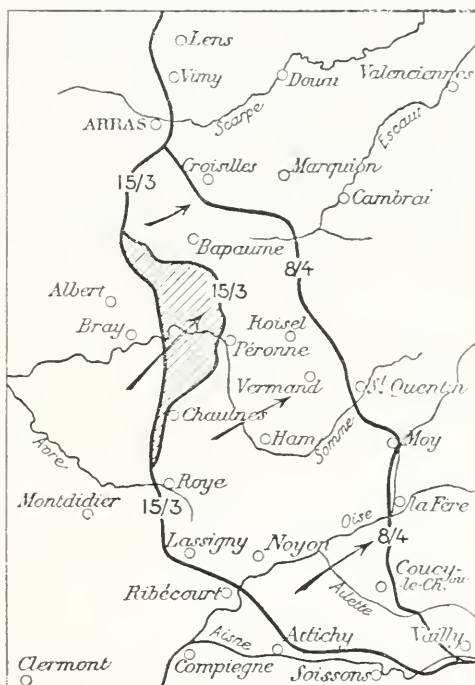 Lens
Vimy
Douai
Valenciennes
Scarpe
Escaut
ARRAS
Croisilles
Marquion
15/3
Cambrai
Bapaume
8/4
Albert
15/3
Bray
Roisel
Péronne
Vermand
St Quentin
Chaulnes
Ham
Somme
Moy
Avre
Roye
15/3
Montdidier
la Fère
Oise
Lassigny
Noyon
8/4
Coucy-
le-Ch.au
Ribécourt
Ailette
Vailly
Aisne
Attichy
Clermont
Compiegne
Soissons